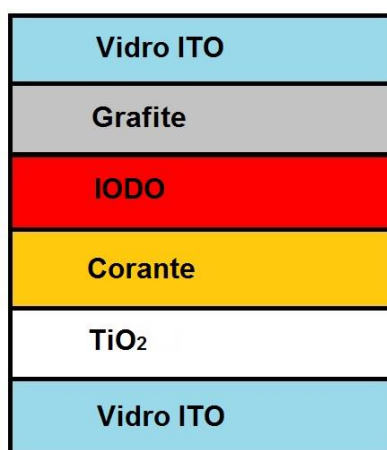 Vidro ITO
Grafite
IODO
Corante
TiO₂
Vidro ITO